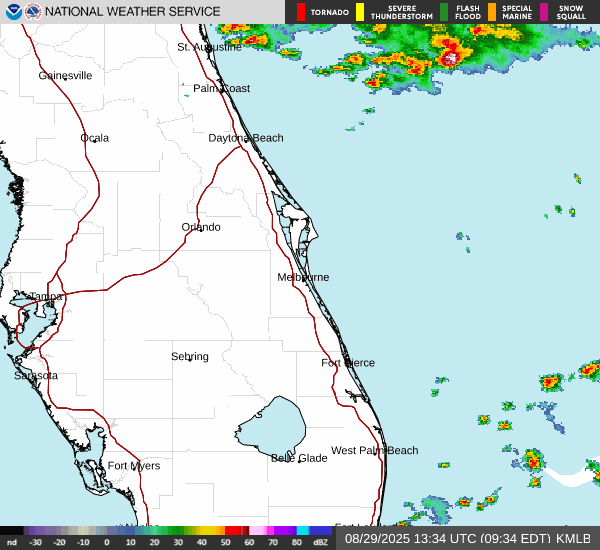 NATIONAL WEATHER SERVICE
TORNADO
SEVERE THUNDERSTORM
FLASH FLOOD
SPECIAL MARINE
SNOW SQUALL
St. Augustine
Gainesville
Palm Coast
Ocala
Daytona Beach
Orlando
Melbourne
Tampa
Sebring
Fort Pierce
Sarasota
West Palm Beach
Belle Glade
Fort Myers
nd -30 -20 -10 0 10 20 30 40 50 60 70 80 dBZ
08/29/2025 13:34 UTC (09:34 EDT) KMLB